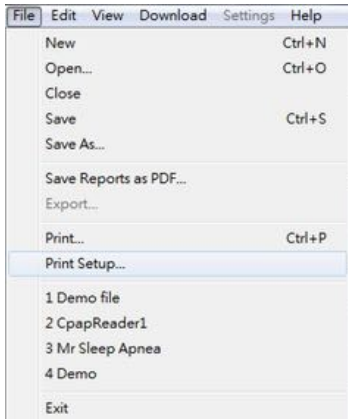 File Edit View Download Settings Help
New Ctrl+N
Open... Ctrl+O
Close
Save Ctrl+S
Save As...
Save Reports as PDF...
Export...
Print... Ctrl+P
Print Setup...
1 Demo file
2 CpapReader1
3 Mr Sleep Apnea
4 Demo
Exit